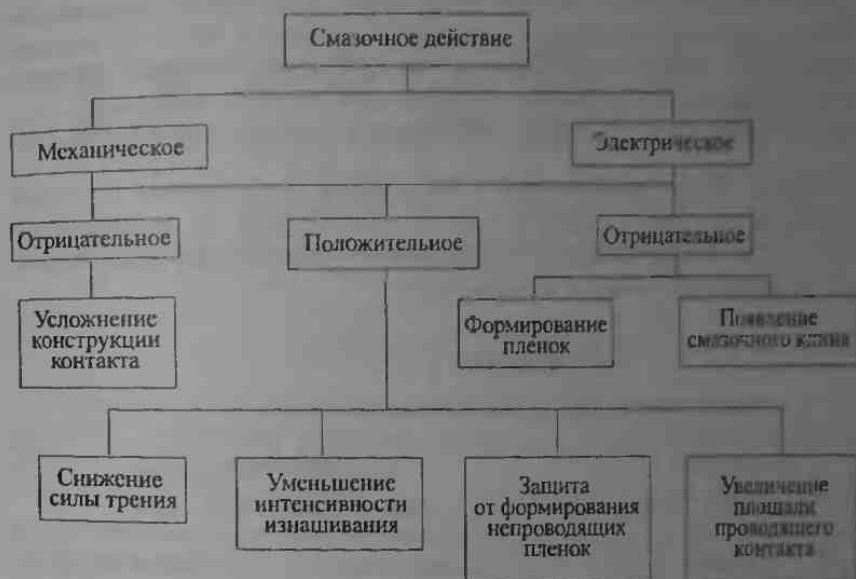 Смазочное действие
Механическое
Электрическое
Отрицательное
Положительное
Отрицательное
Усложнение
конструкции
контакта
Формирование
пленок
Появление
смазочного клина
Снижение
силы трения
Уменьшение
интенсивности
изнашивания
Защита
от формирования
непроводящих
пленок
Увеличение
площади
проводящего
контакта